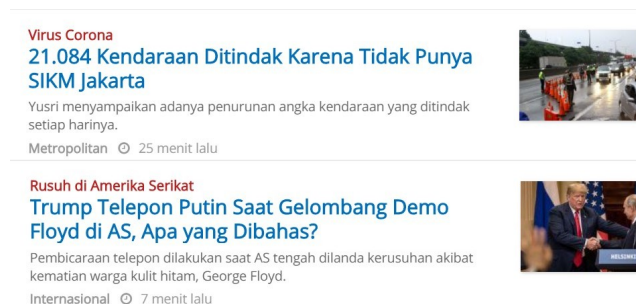 Virus Corona
21.084 Kendaraan Ditindak Karena Tidak Punya
SIKM Jakarta
Yusri menyampaikan adanya penurunan angka kendaraan yang ditindak
setiap harinya.
Metropolitan 25 menit lalu
Rusuh di Amerika Serikat
Trump Telepon Putin Saat Gelombang Demo
Floyd di AS, Apa yang Dibahas?
Pembicaraan telepon dilakukan saat AS tengah dilanda kerusuhan akibat
kematian warga kulit hitam, George Floyd.
HELSINKI
Internasional 7 menit lalu